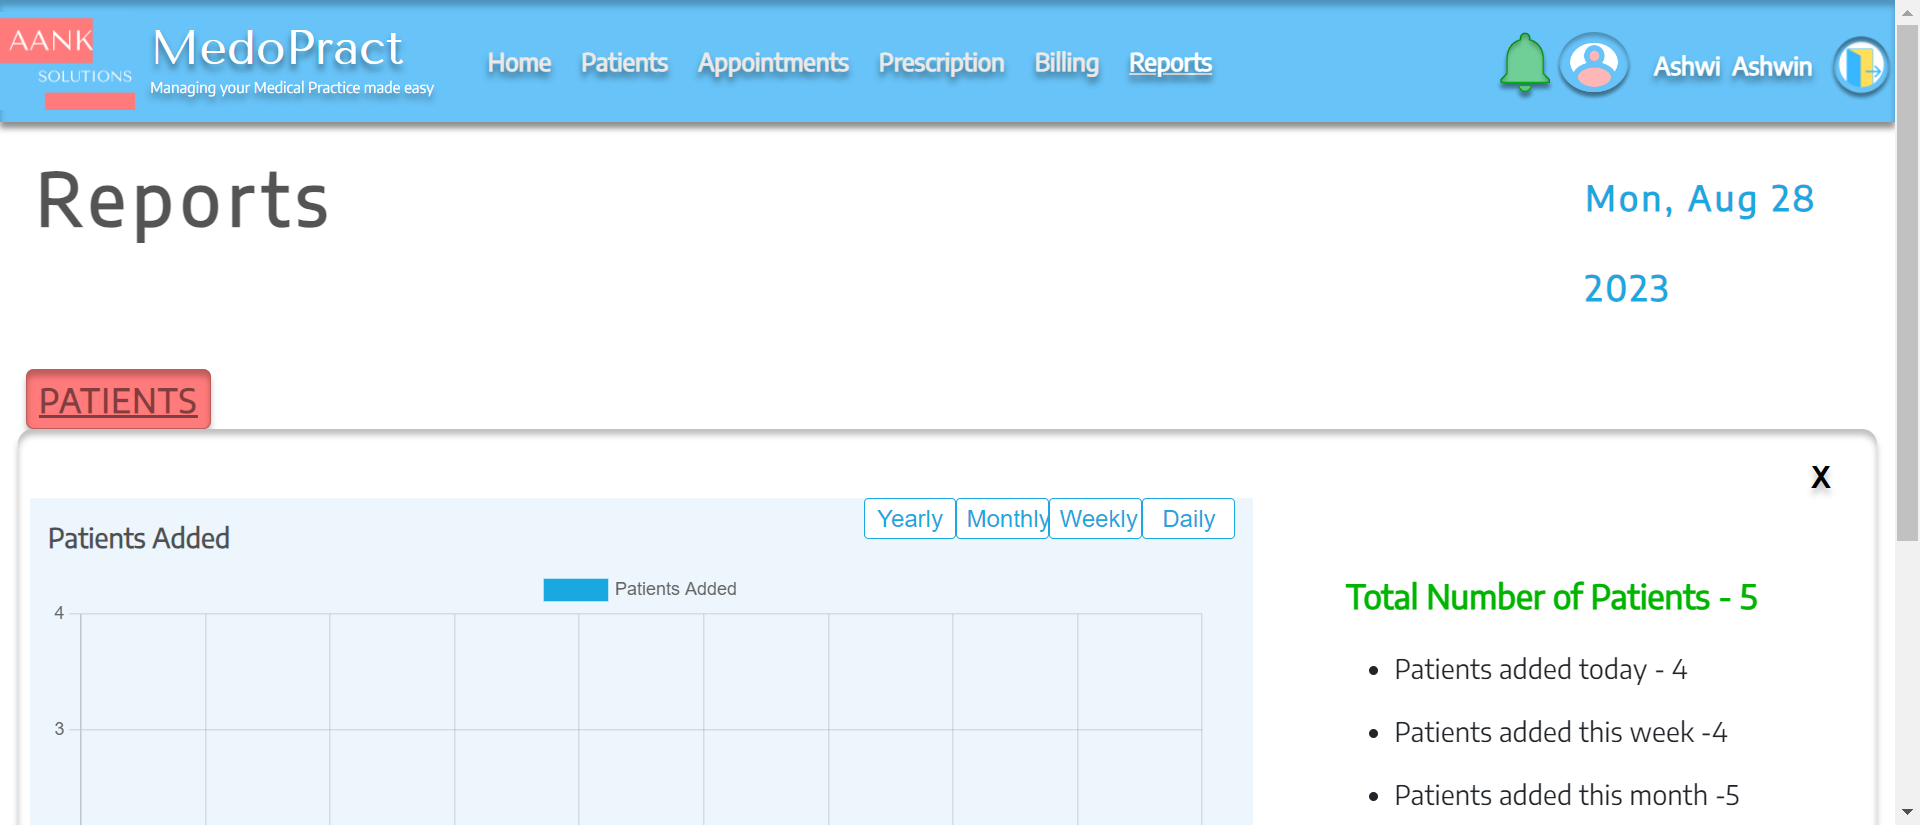 AANK
SOLUTIONS
MedoPract
Managing your Medical Practice made easy
Home Patients Appointments Prescription Billing Reports
Ashwi Ashwin
Reports
Mon, Aug 28
2023
PATIENTS
X
Yearly Monthly Weekly Daily
Patients Added
Patients Added
4
3
Total Number of Patients - 5
• Patients added today - 4
• Patients added this week -4
• Patients added this month -5